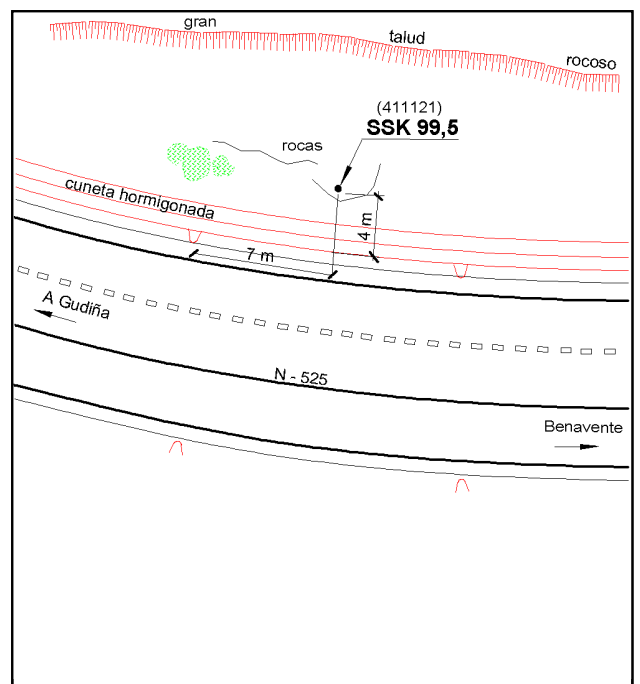 gran
talud
rocoso
(411121)
SSK 99,5
rocas
cuneta hormigonada
4 m
7 m
A Gudiña
N - 525
Benavente